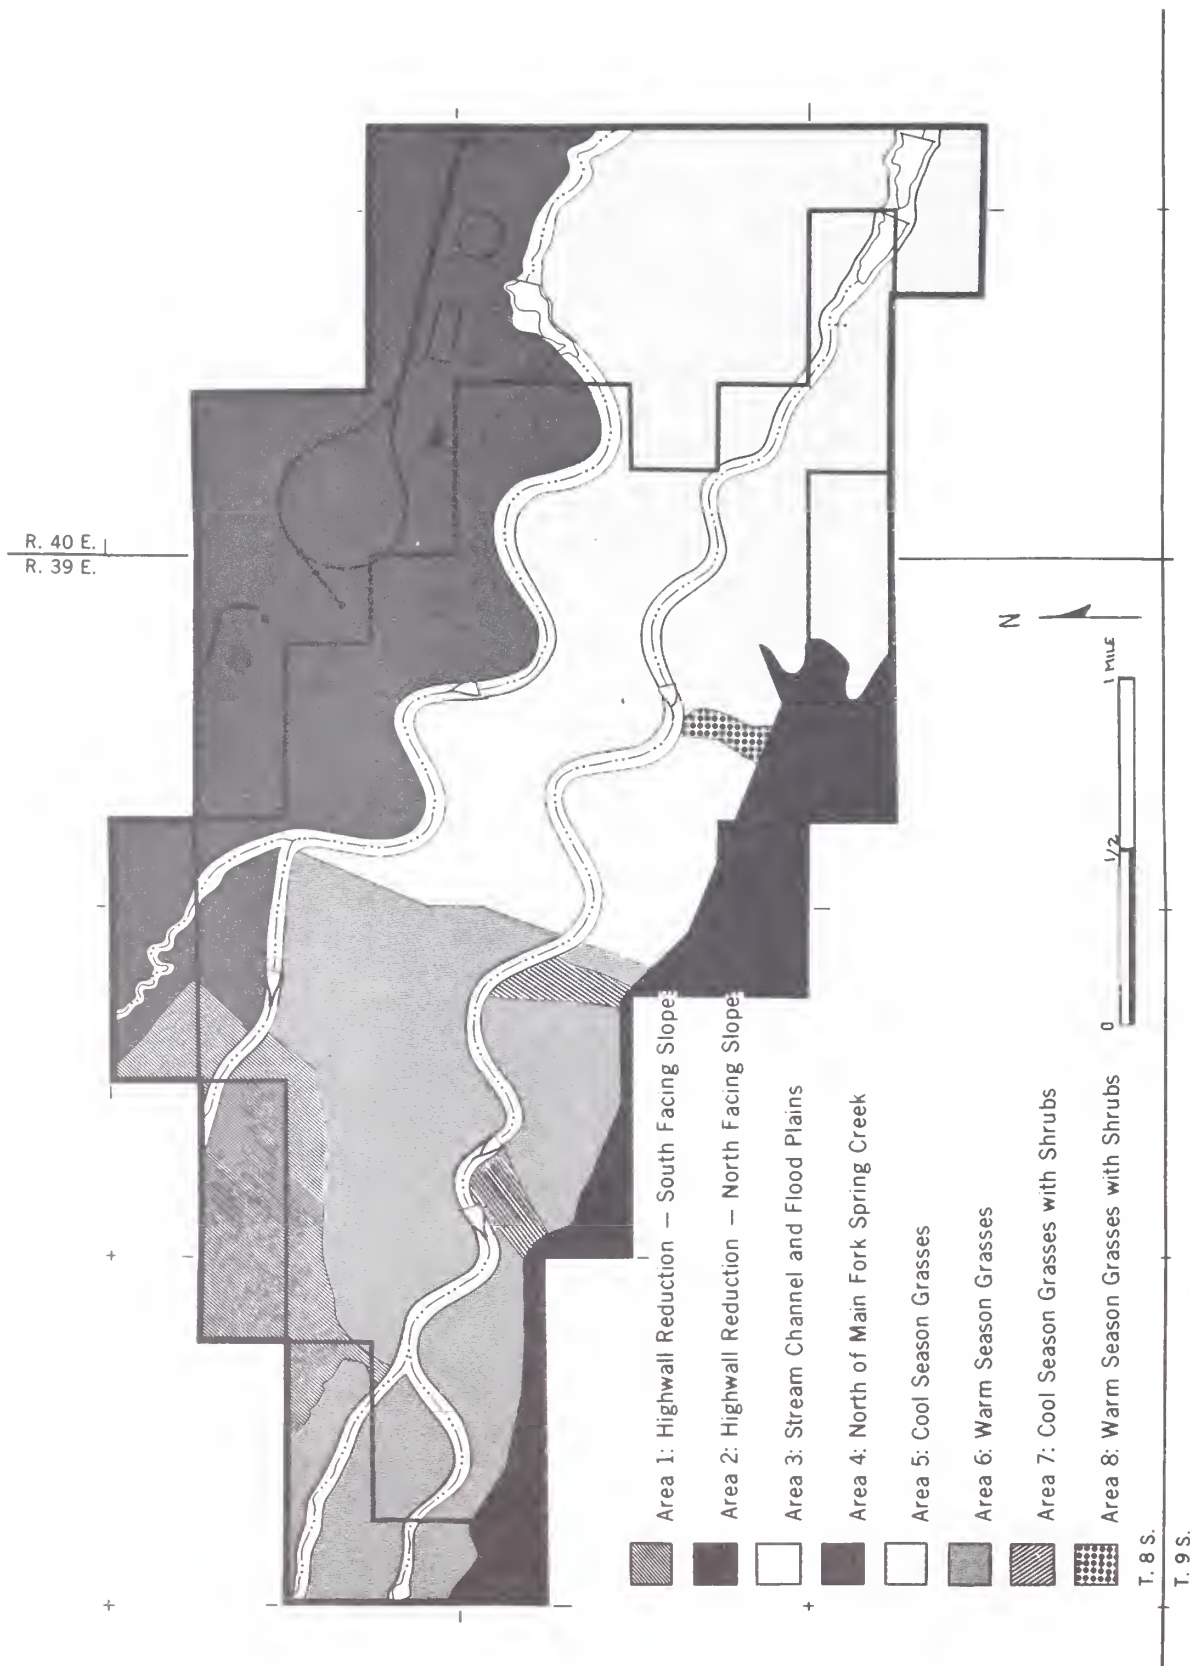 R. 40 E.
R. 39 E.
N
0
1/2
1 MILE
Area 1: Highwall Reduction — South Facing Slopes
Area 2: Highwall Reduction — North Facing Slopes
Area 3: Stream Channel and Flood Plains
Area 4: North of Main Fork Spring Creek
Area 5: Cool Season Grasses
Area 6: Warm Season Grasses
Area 7: Cool Season Grasses with Shrubs
Area 8: Warm Season Grasses with Shrubs
T. 8 S.
T. 9 S.